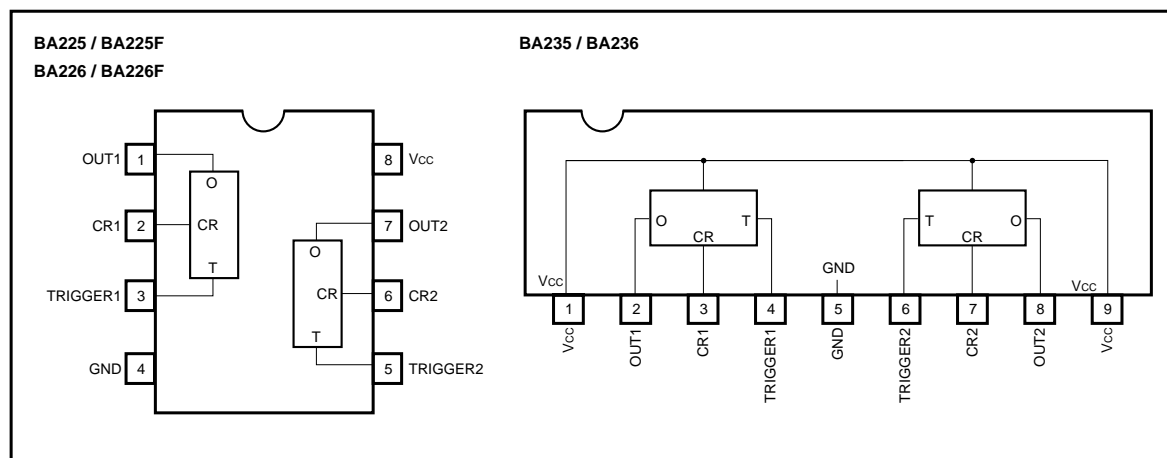 BA225 / BA225F
BA226 / BA226F
OUT1
1
O
CR1
2
CR
T
TRIGGER1
3
GND
4
8
Vcc
7
OUT2
O
CR
6
CR2
T
5
TRIGGER2
BA235 / BA236
O
T
CR
T
O
CR
Vcc
GND
Vcc
1
2
3
4
5
6
7
8
9
Vcc
OUT1
CR1
TRIGGER1
GND
TRIGGER2
CR2
OUT2
Vcc